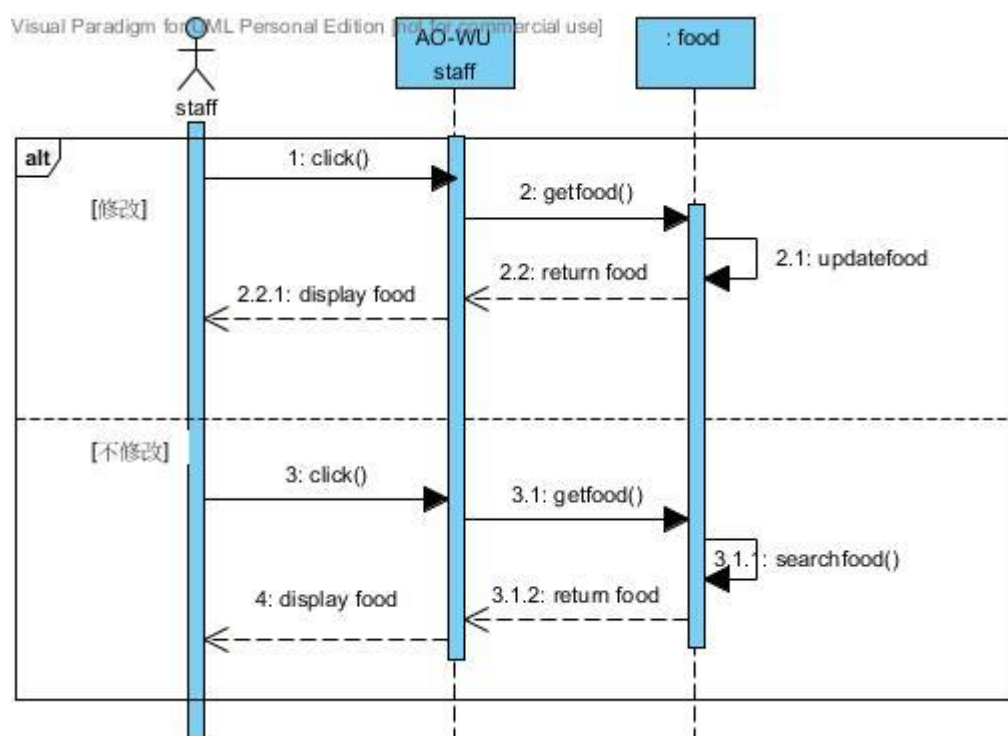 Visual Paradigm for UML Personal Edition [not for commercial use]
AO-WU
staff
: food
staff
alt
1: click()
[修改]
2: getfood()
2.1: updatefood
2.2: return food
2.2.1: display food
[不修改]
3: click()
3.1: getfood()
3.1.1: searchfood()
3.1.2: return food
4: display food